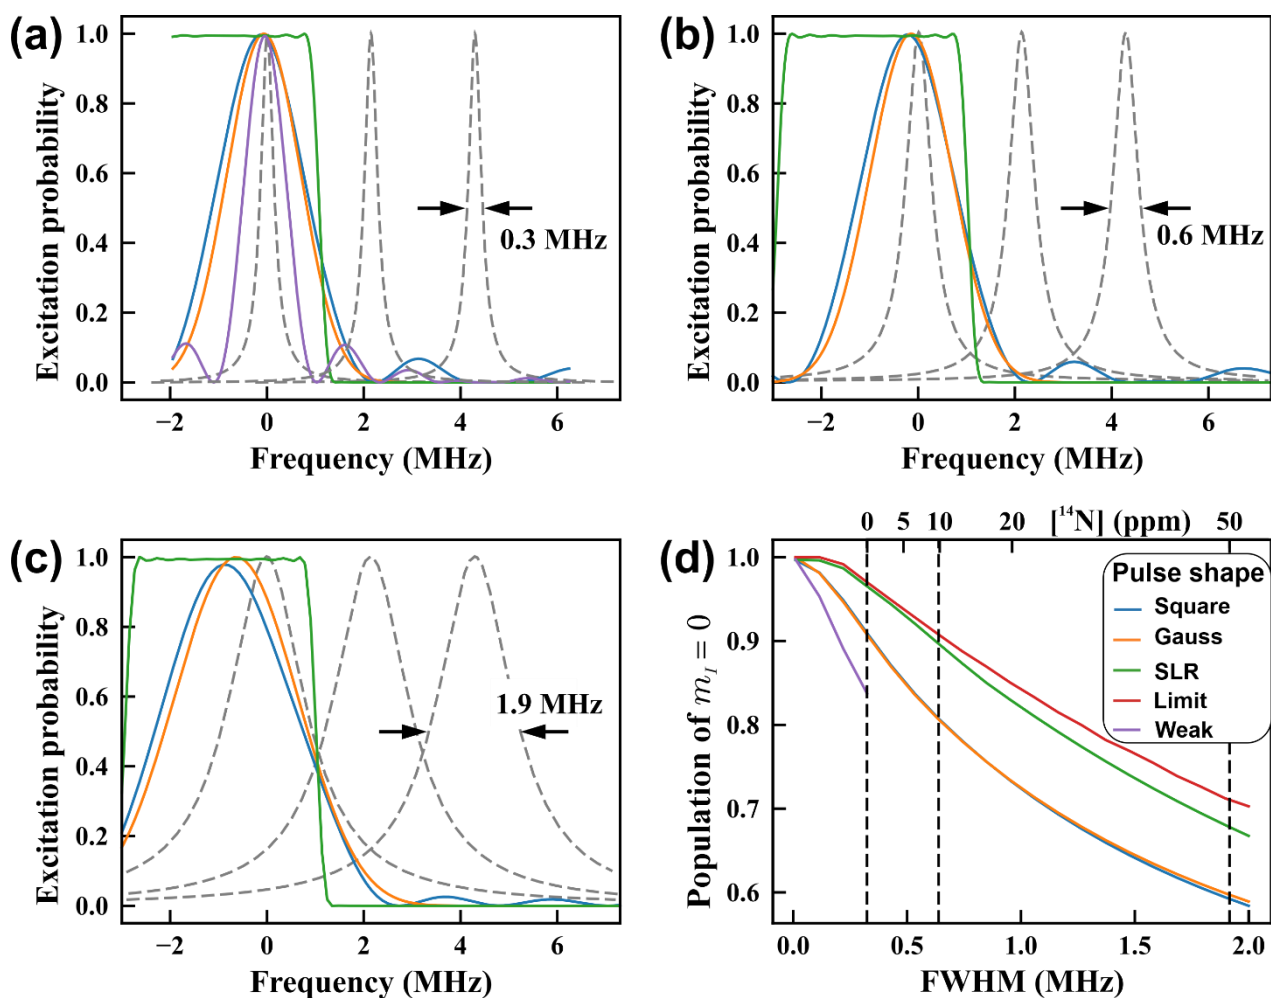 (a)
1.0
0.8
0.6
0.4
0.2
0.0
Excitation probability
0.3 MHz
−2 0 2 4 6
Frequency (MHz)
(b)
1.0
0.8
0.6
0.4
0.2
0.0
Excitation probability
0.6 MHz
−2 0 2 4 6
Frequency (MHz)
(c)
1.0
0.8
0.6
0.4
0.2
0.0
Excitation probability
1.9 MHz
−2 0 2 4 6
Frequency (MHz)
(d)
0 5 10 20 [¹⁴N] (ppm) 50
1.0
0.9
0.8
0.7
0.6
Population of m_I = 0
Pulse shape
Square
Gauss
SLR
Limit
Weak
0.0 0.5 1.0 1.5 2.0
FWHM (MHz)